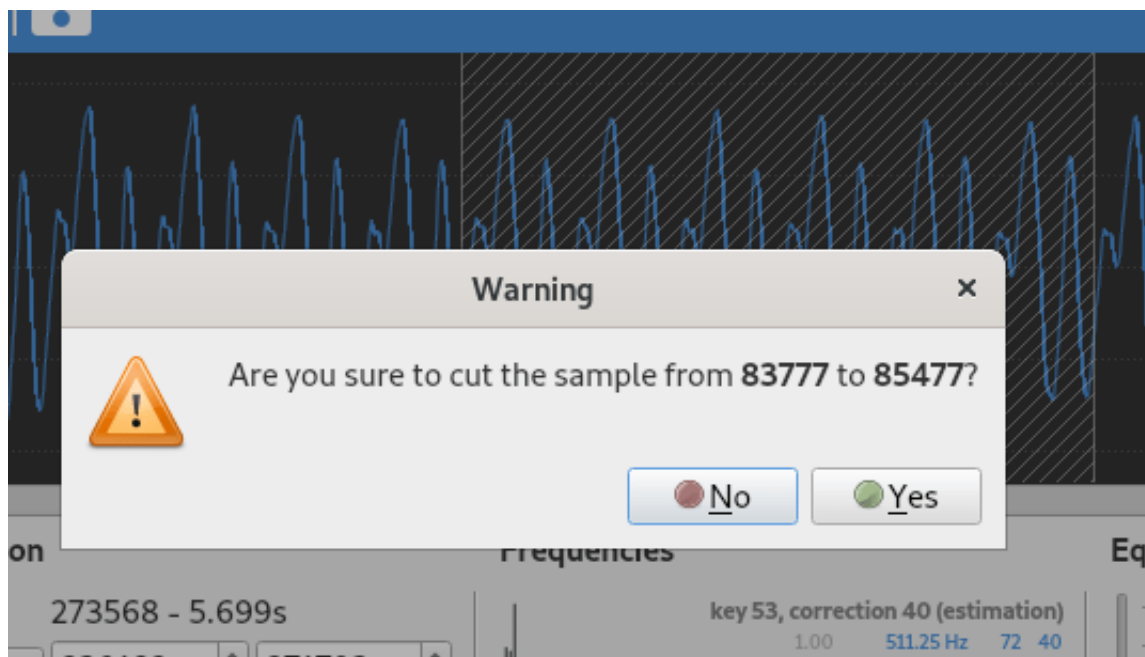 Warning
Are you sure to cut the sample from 83777 to 85477?
No Yes
on Frequencies Eq
273568 - 5.699s
key 53, correction 40 (estimation)
1.00 511.25 Hz 72 40